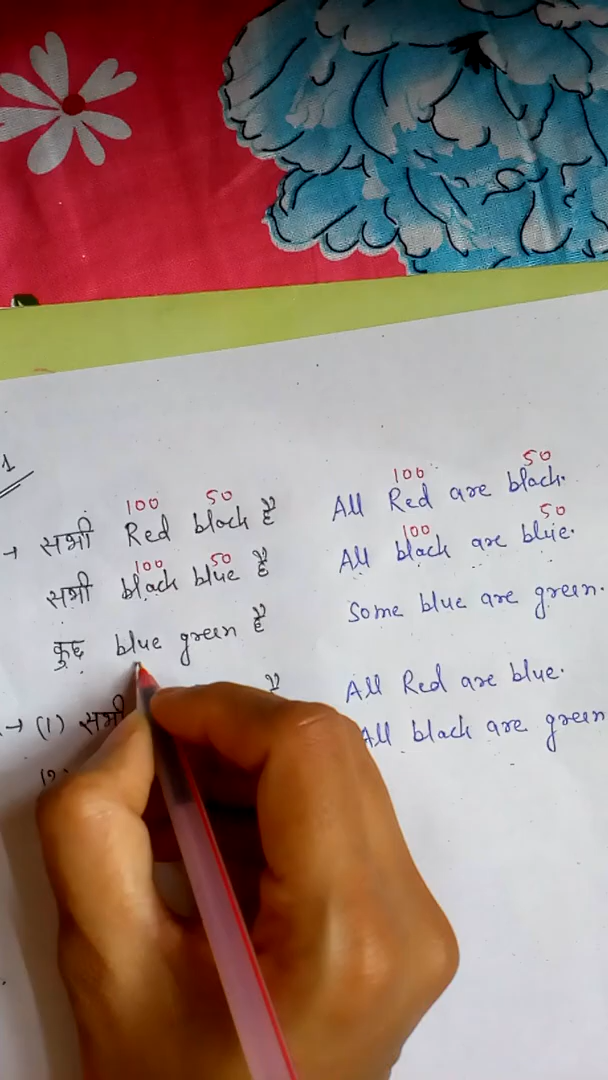 1
100 50
→ सभी Red black है
100 50
सभी black blue है
कुछ blue green है
→ (1) सभी है
(2)
100 50
All Red are black.
100 50
All black are blue.
Some blue are green.
All Red are blue.
All black are green